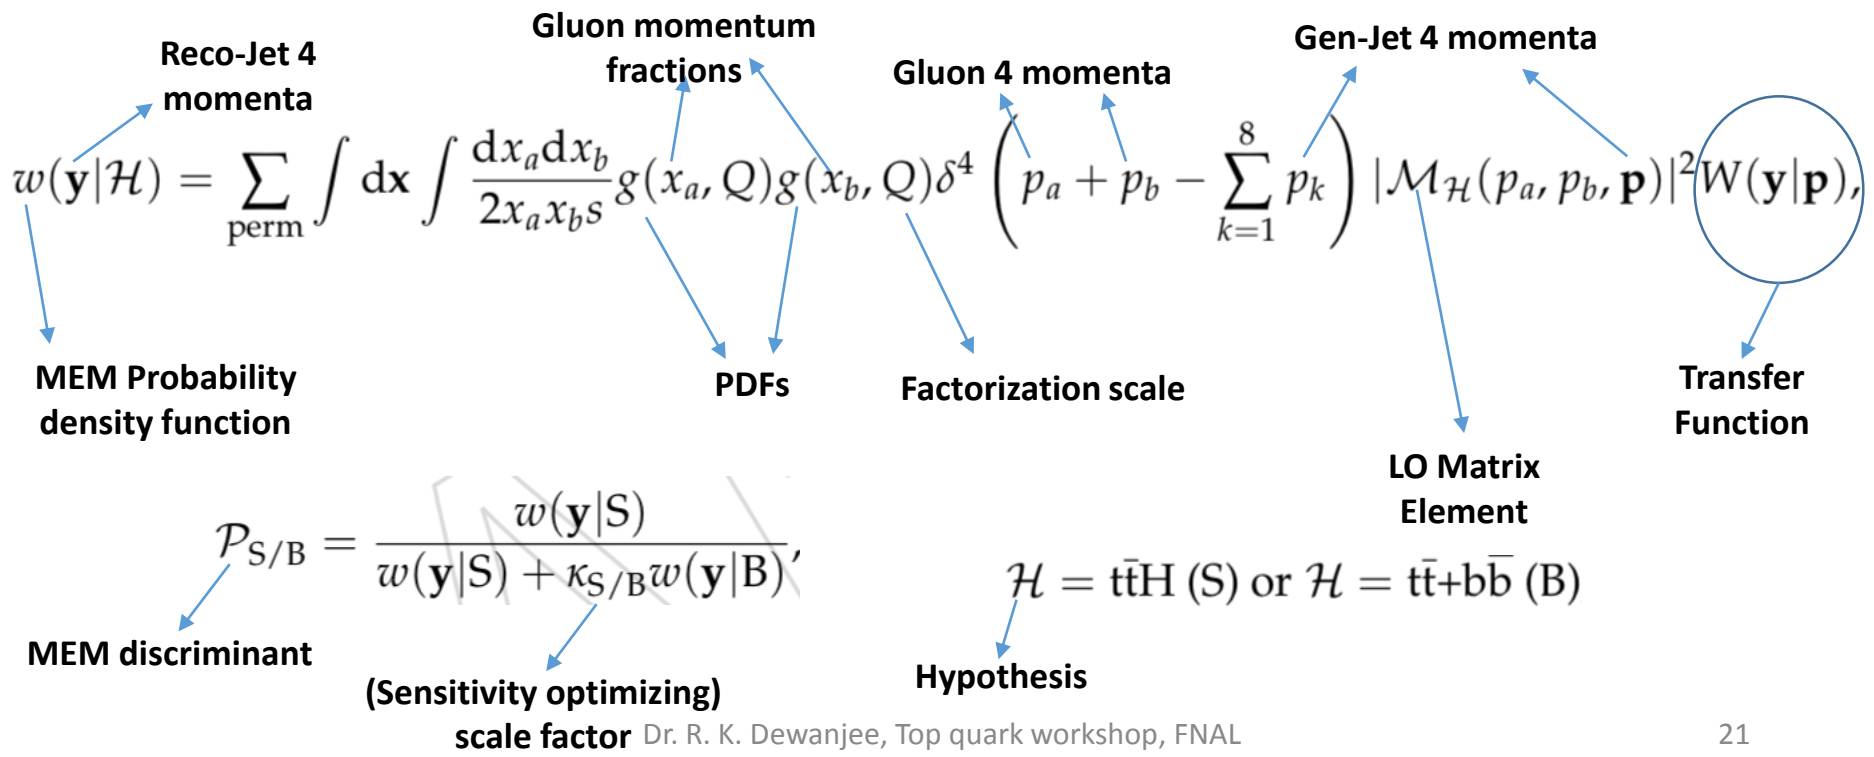 Reco-Jet 4
momenta
Gluon momentum
fractions
Gluon 4 momenta
Gen-Jet 4 momenta
w(𝐲|ℋ) = ∑_perm ∫ d𝐱 ∫ (dx_a dx_b)/(2x_a x_b s) g(x_a, Q)g(x_b, Q)δ⁴ (p_a + p_b − ∑_{k=1}^{8} p_k) |ℳ_ℋ(p_a, p_b, 𝐩)|² W(𝐲|𝐩),
MEM Probability
density function
PDFs
Factorization scale
Transfer
Function
LO Matrix
Element
𝒫_{S/B} = w(𝐲|S)/(w(𝐲|S) + κ_{S/B}w(𝐲|B)),
ℋ = tt̄H (S) or ℋ = tt̄+bb̄ (B)
MEM discriminant
(Sensitivity optimizing)
scale factor
Hypothesis
Dr. R. K. Dewanjee, Top quark workshop, FNAL
21